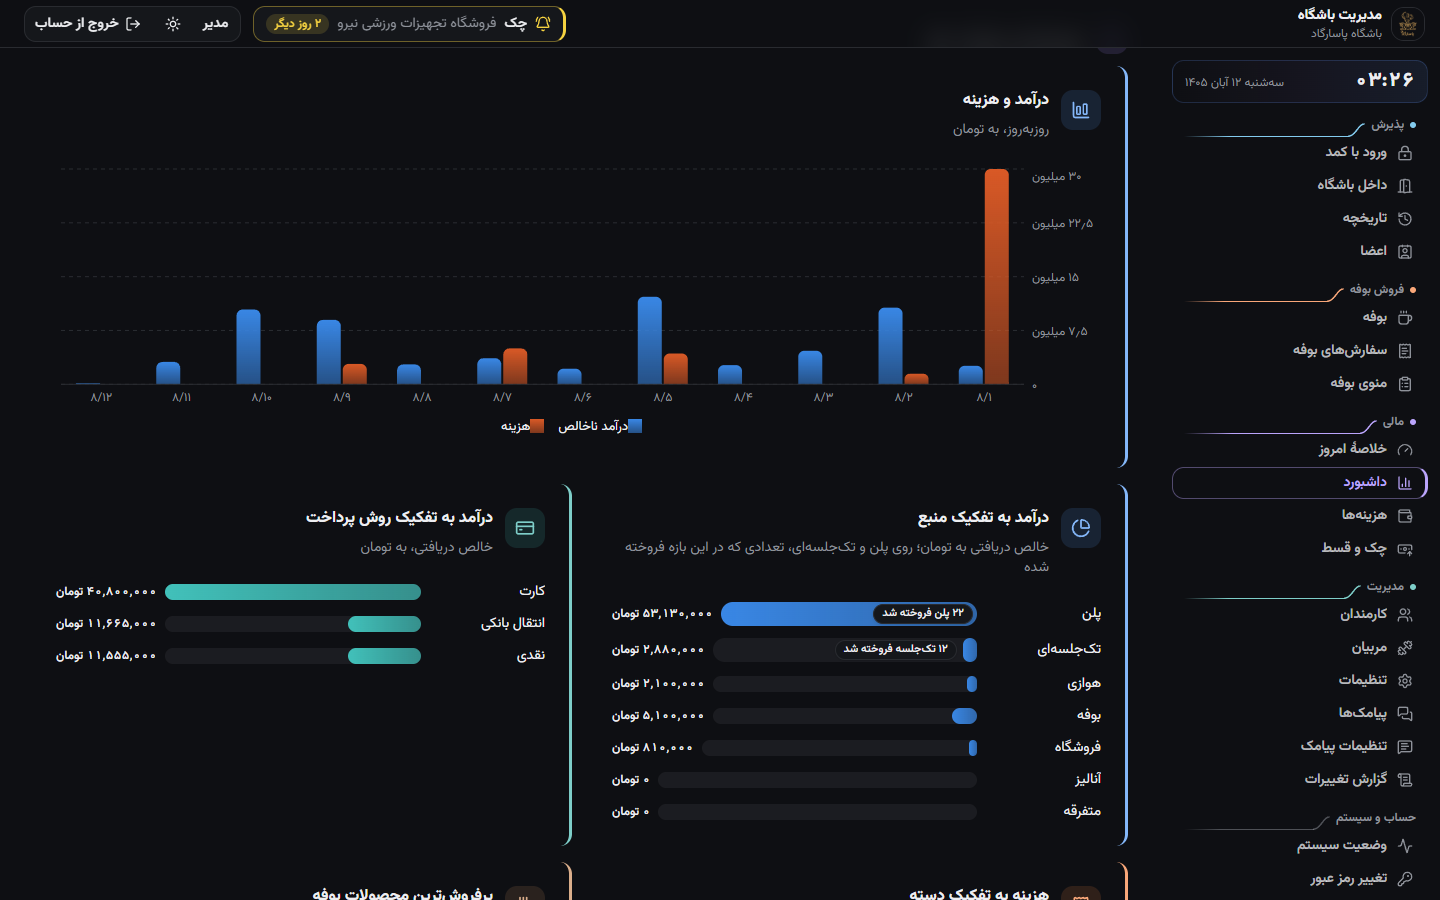 مدیریت باشگاه
باشگاه پاسارگاد
چک فروشگاه تجهیزات ورزشی نیرو ۲ روز دیگر
مدیر
خروج از حساب
۰۳:۲۶
سه‌شنبه ۱۲ آبان ۱۴۰۵
پذیرش
ورود با کمد
داخل باشگاه
تاریخچه
اعضا
فروش بوفه
بوفه
سفارش‌های بوفه
منوی بوفه
مالی
خلاصهٔ امروز
داشبورد
هزینه‌ها
چک و قسط
مدیریت
کارمندان
مربیان
تنظیمات
پیامک‌ها
تنظیمات پیامک
گزارش تغییرات
حساب و سیستم
وضعیت سیستم
تغییر رمز عبور
درآمد و هزینه
روزبه‌روز، به تومان
۳۰ میلیون
۲۲٫۵ میلیون
۱۵ میلیون
۷٫۵ میلیون
۰
۸/۱ ۸/۲ ۸/۳ ۸/۴ ۸/۵ ۸/۶ ۸/۷ ۸/۸ ۸/۹ ۸/۱۰ ۸/۱۱ ۸/۱۲
درآمد ناخالص هزینه
درآمد به تفکیک منبع
خالص دریافتی به تومان؛ روی پلن و تک‌جلسه‌ای، تعدادی که در این بازه فروخته
شده
پلن ۲۲ پلن فروخته شد ۵۳,۱۳۰,۰۰۰ تومان
تک‌جلسه‌ای ۱۲ تک‌جلسه فروخته شد ۲,۸۸۰,۰۰۰ تومان
هوازی ۲,۱۰۰,۰۰۰ تومان
بوفه ۵,۱۰۰,۰۰۰ تومان
فروشگاه ۸۱۰,۰۰۰ تومان
آنالیز ۰ تومان
متفرقه ۰ تومان
درآمد به تفکیک روش پرداخت
خالص دریافتی، به تومان
کارت ۴۰,۸۰۰,۰۰۰ تومان
انتقال بانکی ۱۱,۶۶۵,۰۰۰ تومان
نقدی ۱۱,۵۵۵,۰۰۰ تومان
هزینه به تفکیک دسته
پرفروش‌ترین محصولات بوفه